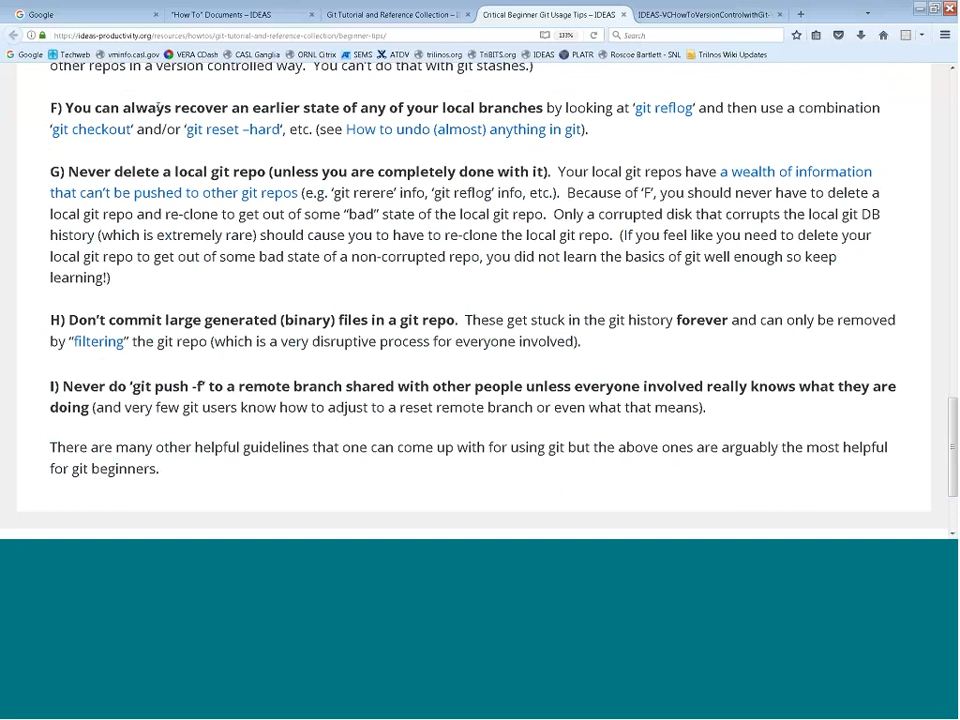 Google
"How To" Documents – IDEAS
Git Tutorial and Reference Collection – I...
Critical Beginner Git Usage Tips – IDEAS
IDEAS-VCHowToVersionControlwithGit-
https://ideas-productivity.org/resources/howtos/git-tutorial-and-reference-collection/beginner-tips/
133%
Search
Google Techweb vminfo.casl.gov VERA CDash CASL Ganglia ORNL Citrix SEMS ATDV trilinos.org TriBITS.org IDEAS PLATR Roscoe Bartlett - SNL Trilinos Wiki Updates
other repos in a version controlled way. You can't do that with git stashes.)
F) You can always recover an earlier state of any of your local branches by looking at 'git reflog' and then use a combination
'git checkout' and/or 'git reset –hard', etc. (see How to undo (almost) anything in git).
G) Never delete a local git repo (unless you are completely done with it). Your local git repos have a wealth of information
that can't be pushed to other git repos (e.g. 'git rerere' info, 'git reflog' info, etc.). Because of 'F', you should never have to delete a
local git repo and re-clone to get out of some "bad" state of the local git repo. Only a corrupted disk that corrupts the local git DB
history (which is extremely rare) should cause you to have to re-clone the local git repo. (If you feel like you need to delete your
local git repo to get out of some bad state of a non-corrupted repo, you did not learn the basics of git well enough so keep
learning!)
H) Don't commit large generated (binary) files in a git repo. These get stuck in the git history forever and can only be removed
by "filtering" the git repo (which is a very disruptive process for everyone involved).
I) Never do 'git push -f' to a remote branch shared with other people unless everyone involved really knows what they are
doing (and very few git users know how to adjust to a reset remote branch or even what that means).
There are many other helpful guidelines that one can come up with for using git but the above ones are arguably the most helpful
for git beginners.